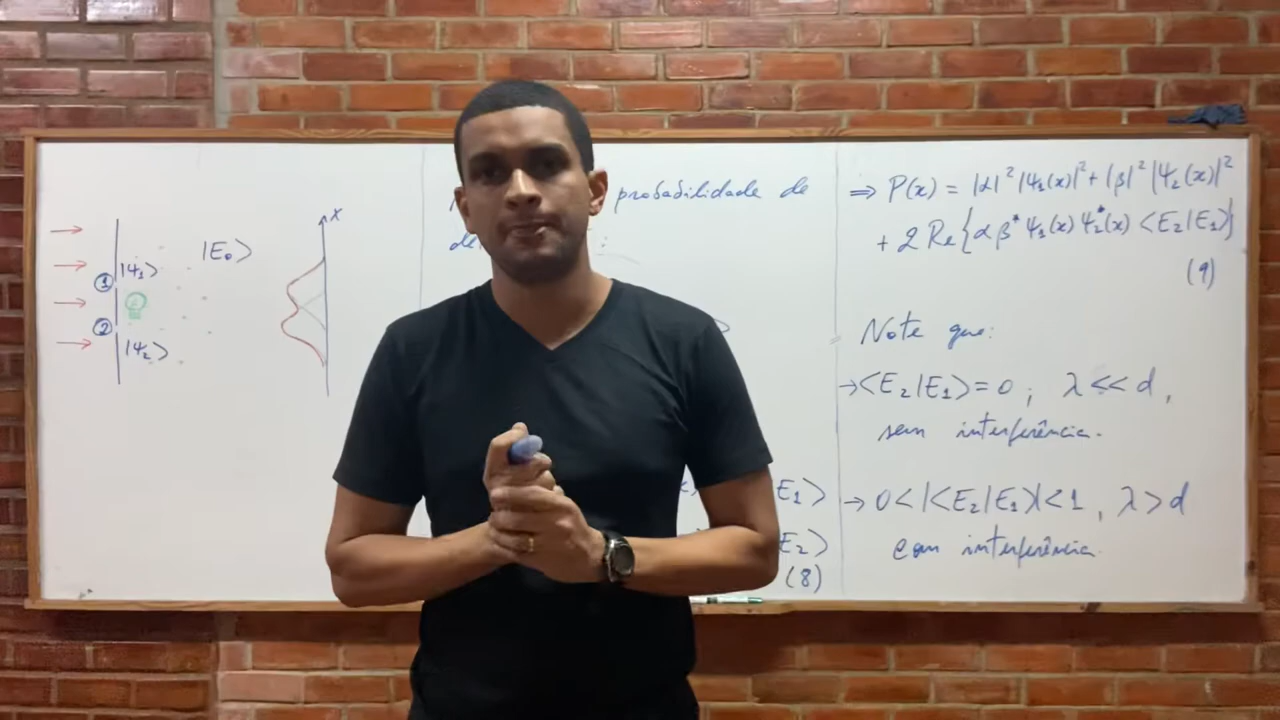 x
|E₀⟩
|Ψ₁⟩
1
2
|Ψ₂⟩
probabilidade de
de
E₁⟩
E₂⟩
(8)
⇒ P(x) = |α|²|Ψ₁(x)|² + |β|²|Ψ₂(x)|²
+ 2 Re{αβ* Ψ₁(x) Ψ₂*(x) <E₂|E₁>}
(9)
Note que:
→ <E₂|E₁> = 0 ; λ << d ,
sem interferência.
→ 0 < |<E₂|E₁>| < 1 , λ > d
com interferência.